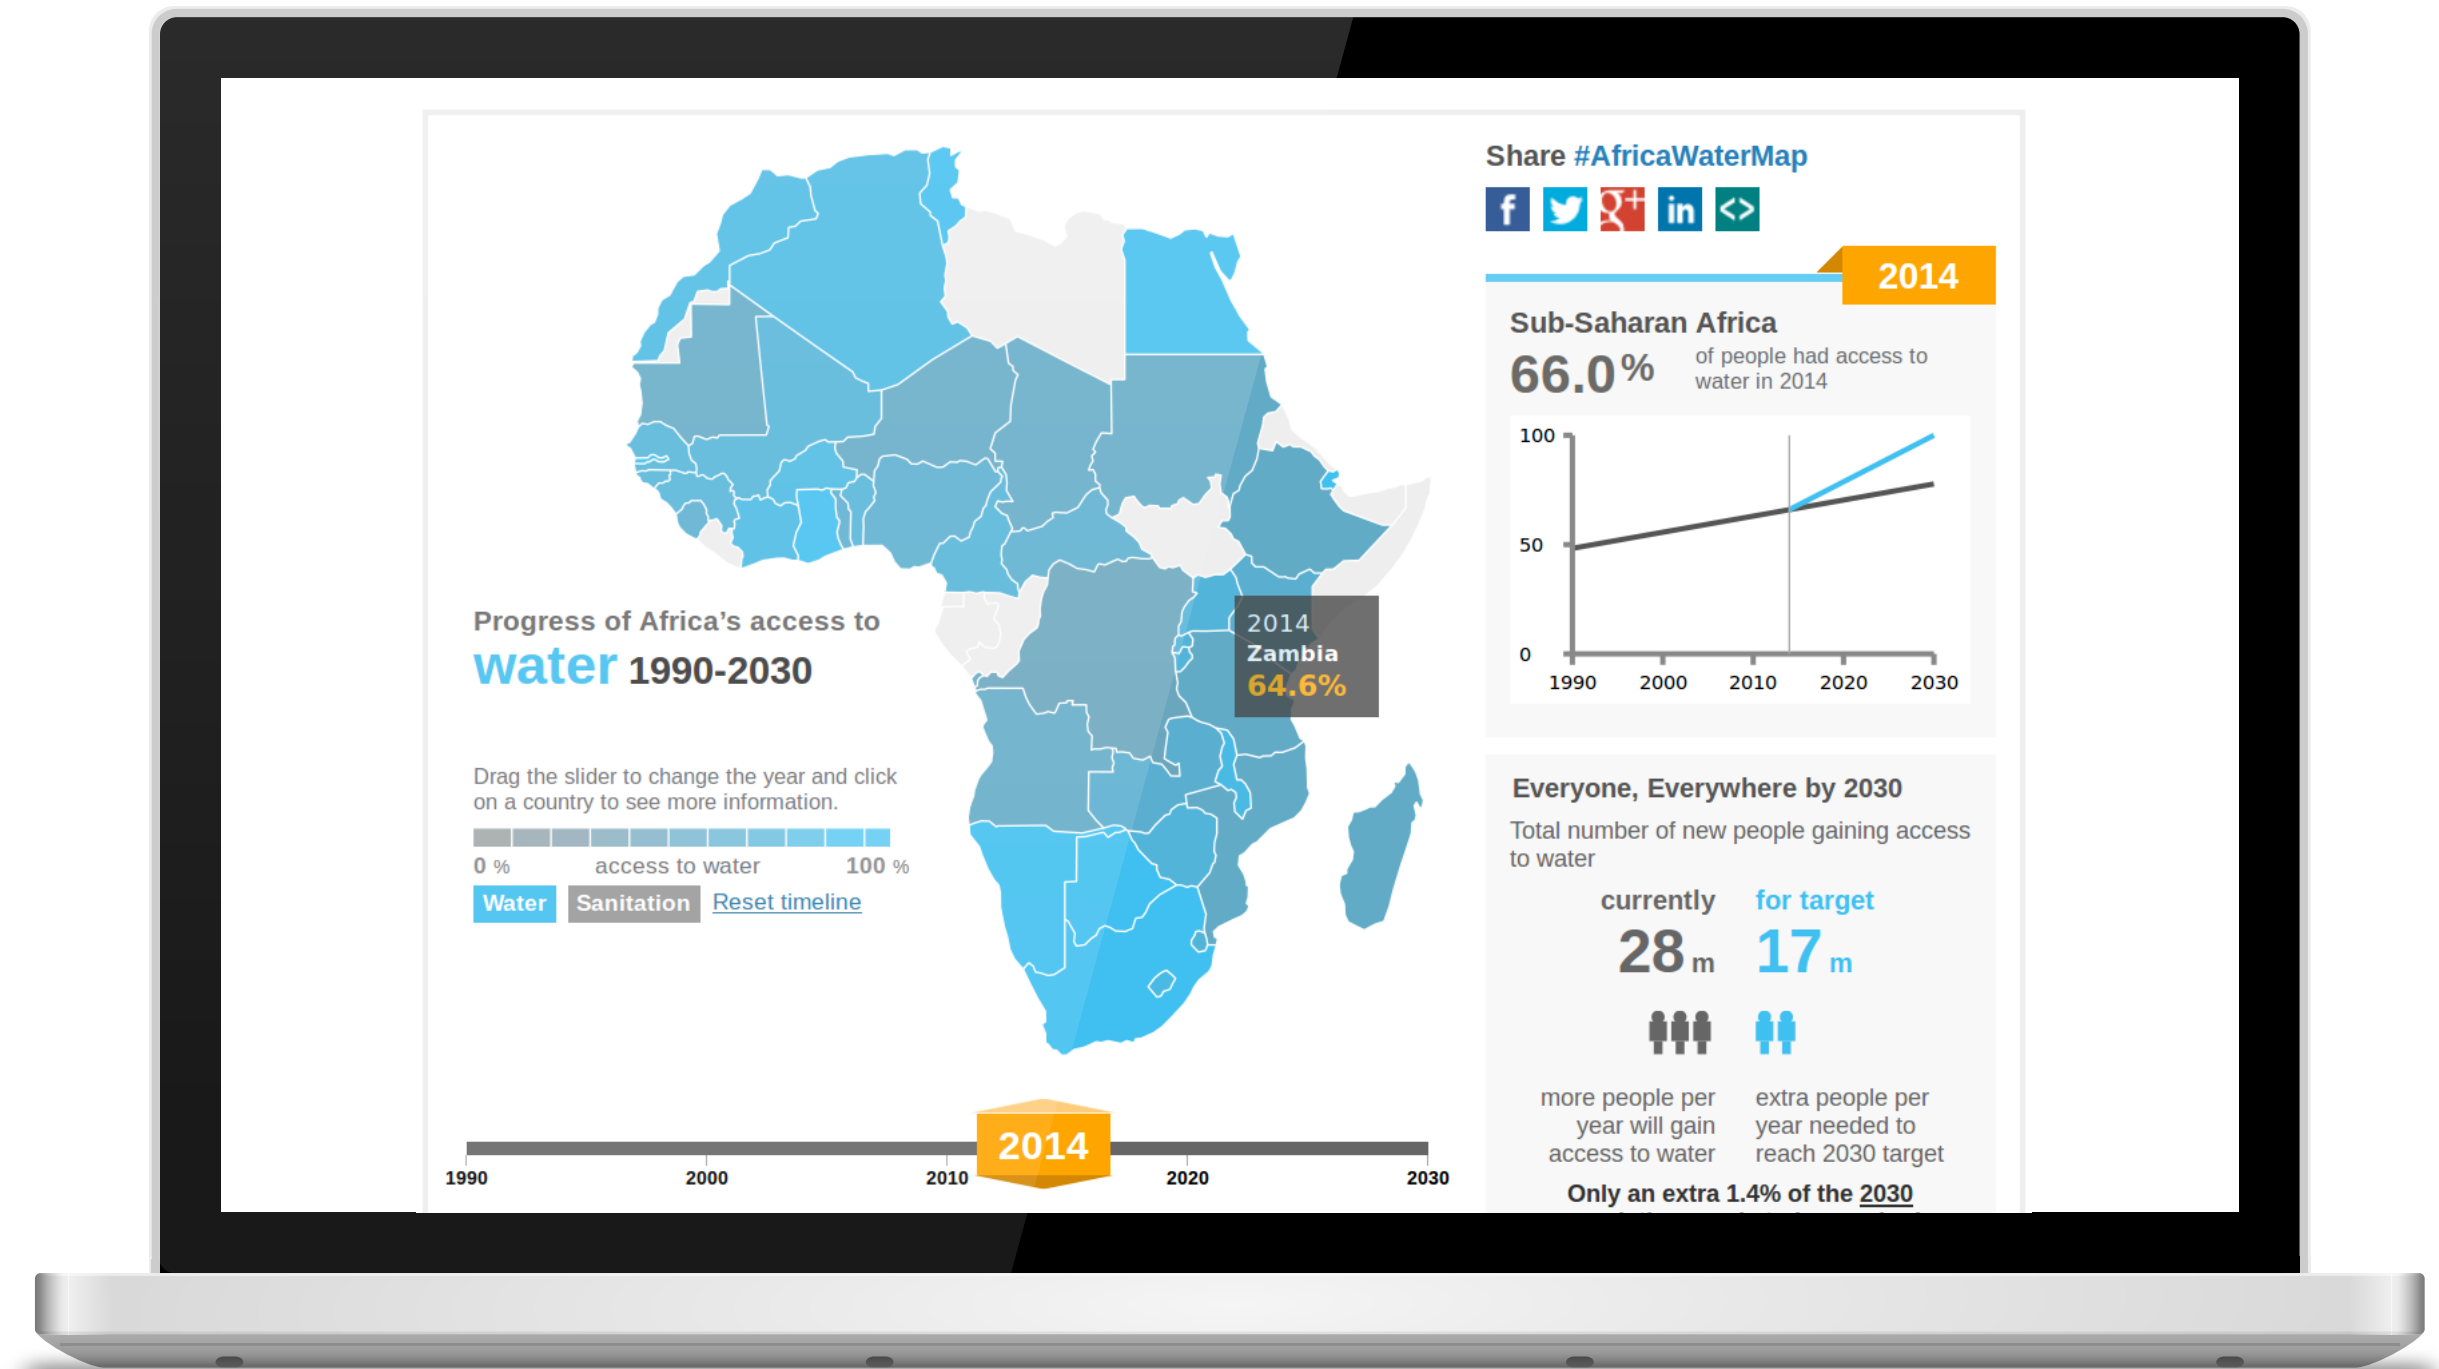 Share #AfricaWaterMap
f
g+
in
<>
2014
Sub-Saharan Africa
66.0%
of people had access to
water in 2014
100
50
0
1990 2000 2010 2020 2030
2014
Zambia
64.6%
Progress of Africa’s access to
water 1990-2030
Drag the slider to change the year and click
on a country to see more information.
0 % access to water 100 %
Water Sanitation Reset timeline
Everyone, Everywhere by 2030
Total number of new people gaining access
to water
currently for target
28 m 17 m
more people per
year will gain
access to water
extra people per
year needed to
reach 2030 target
Only an extra 1.4% of the 2030
2014
1990 2000 2010 2020 2030